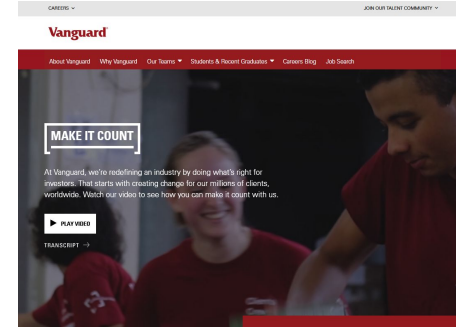 CAREERS
JOIN OUR TALENT COMMUNITY
Vanguard
About Vanguard Why Vanguard Our Teams Students & Recent Graduates Careers Blog Job Search
MAKE IT COUNT
At Vanguard, we're redefining an industry by doing what's right for
investors. That starts with creating change for our millions of clients,
worldwide. Watch our video to see how you can make it count with us.
PLAY VIDEO
TRANSCRIPT →